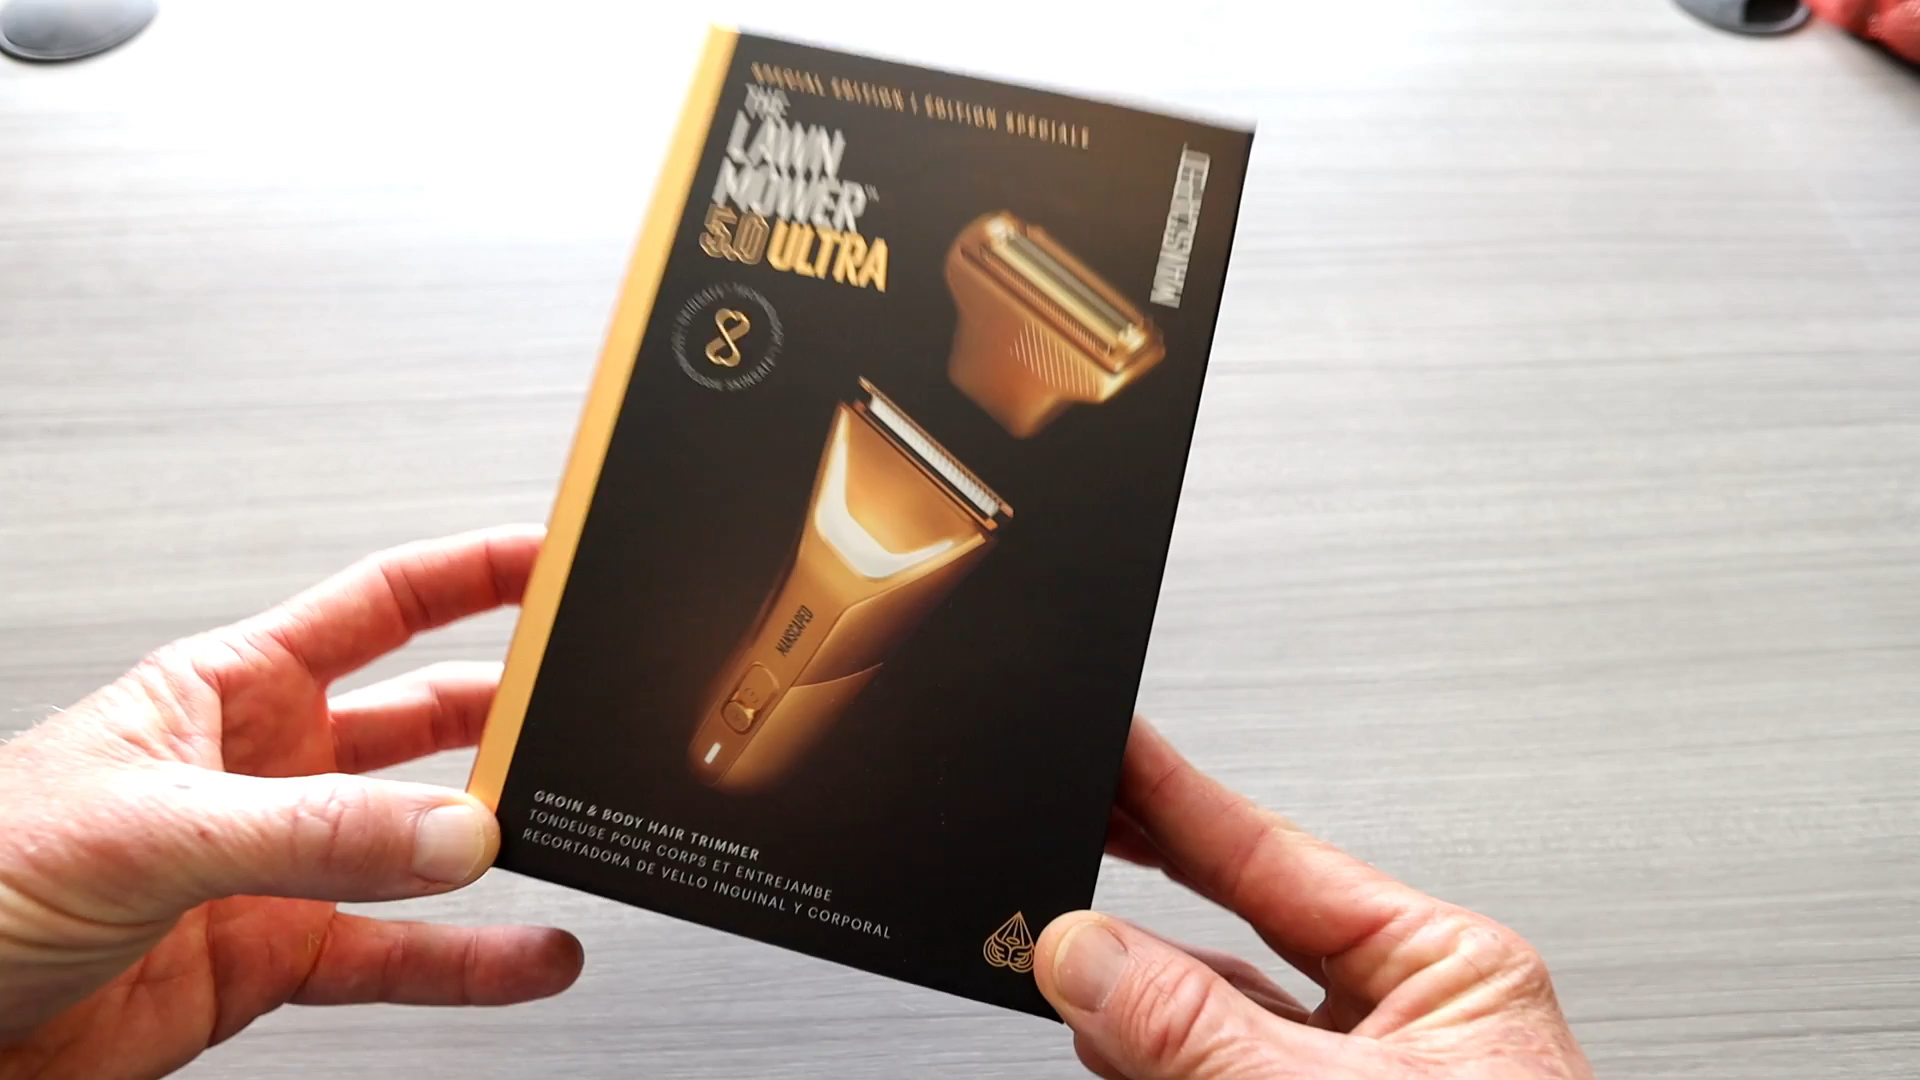 SPECIAL EDITION | ÉDITION SPÉCIALE
THE
LAWN
MOWER™
5.0 ULTRA
MANSCAPED
MANSCAPED
GROIN & BODY HAIR TRIMMER
TONDEUSE POUR CORPS ET ENTREJAMBE
RECORTADORA DE VELLO INGUINAL Y CORPORAL